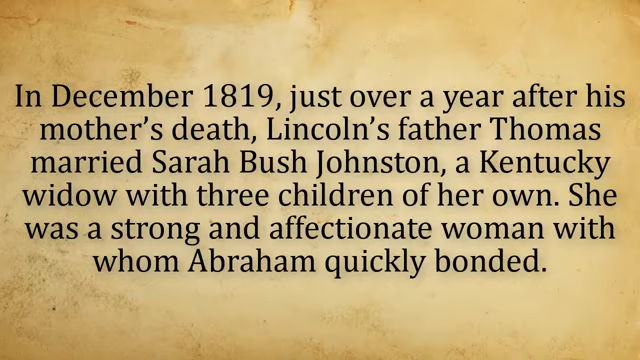 In December 1819, just over a year after his
mother’s death, Lincoln’s father Thomas
married Sarah Bush Johnston, a Kentucky
widow with three children of her own. She
was a strong and affectionate woman with
whom Abraham quickly bonded.